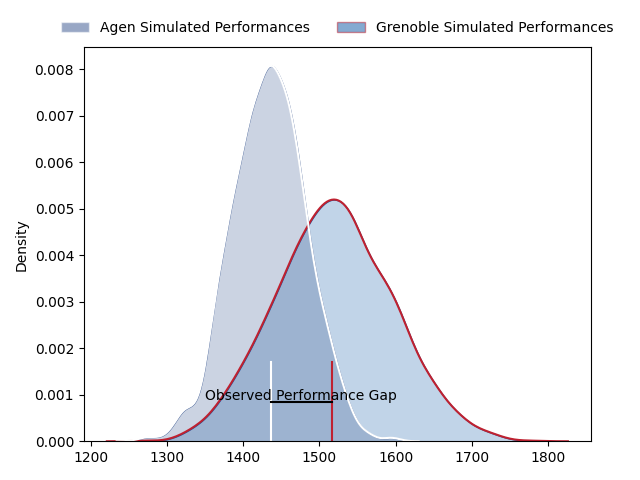 Agen Simulated Performances
Grenoble Simulated Performances
0.008
0.007
0.006
0.005
0.004
0.003
0.002
0.001
0.000
Density
Observed Performance Gap
1200 1300 1400 1500 1600 1700 1800